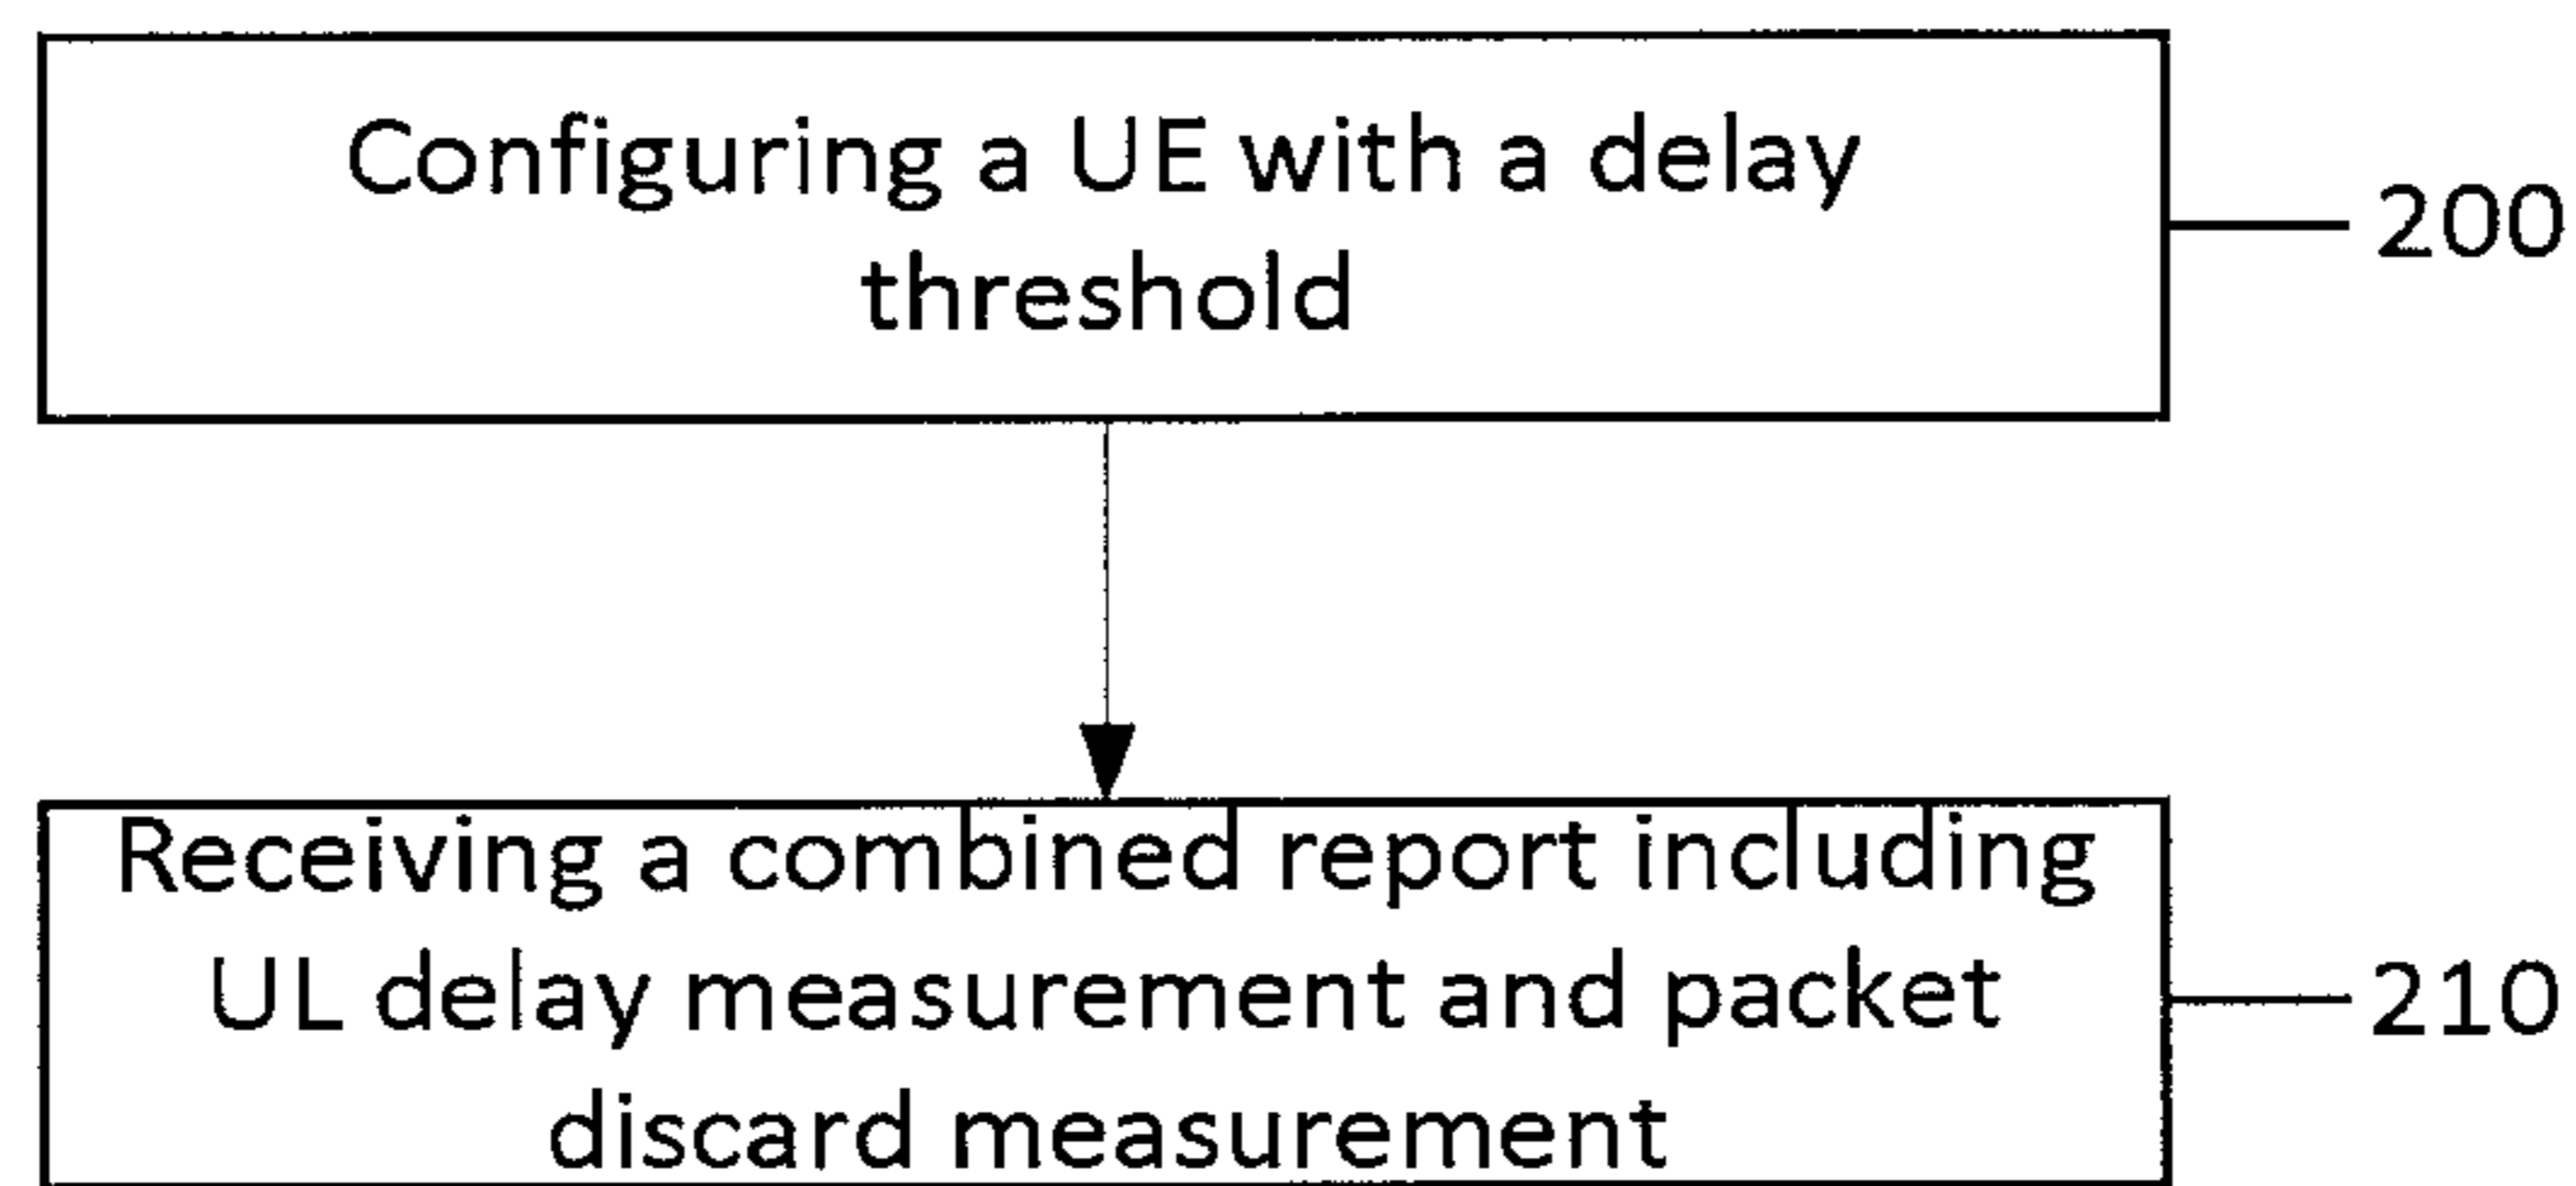 Configuring a UE with a delay
threshold
200
Receiving a combined report including
UL delay measurement and packet
discard measurement
210